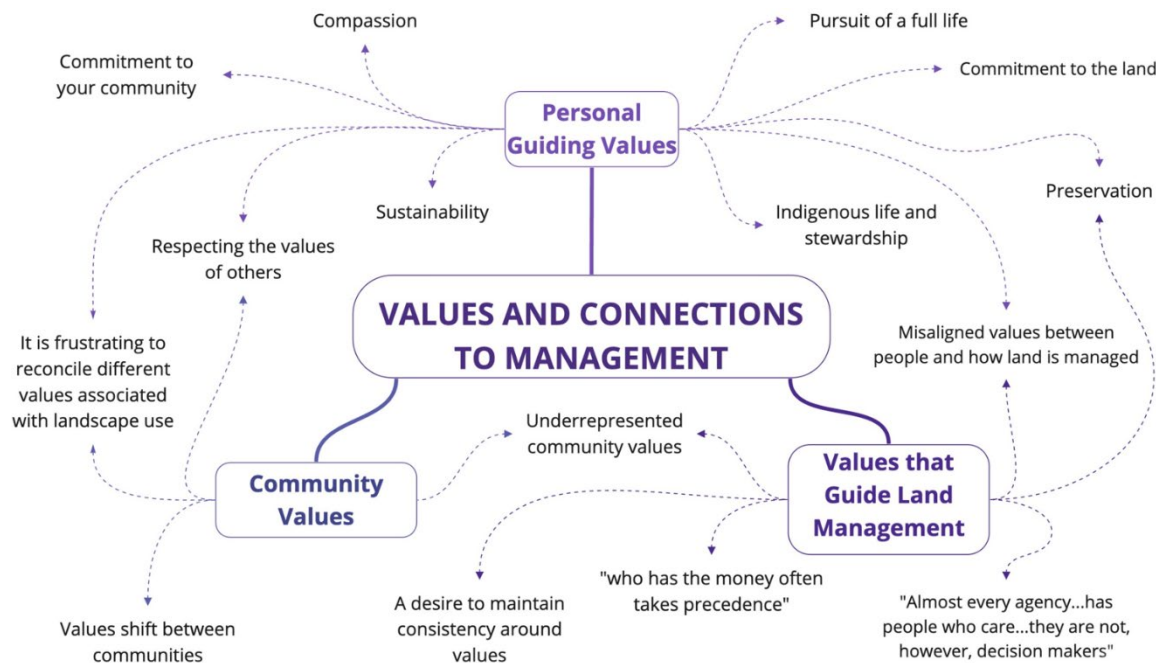 Compassion
Pursuit of a full life
Commitment to
your community
Commitment to the land
Personal
Guiding Values
Preservation
Sustainability
Indigenous life and
stewardship
Respecting the values
of others
VALUES AND CONNECTIONS
TO MANAGEMENT
It is frustrating to
reconcile different
values associated
with landscape use
Misaligned values between
people and how land is managed
Underrepresented
community values
Community
Values
Values that
Guide Land
Management
Values shift between
communities
A desire to maintain
consistency around
values
"who has the money often
takes precedence"
"Almost every agency...has
people who care...they are not,
however, decision makers"